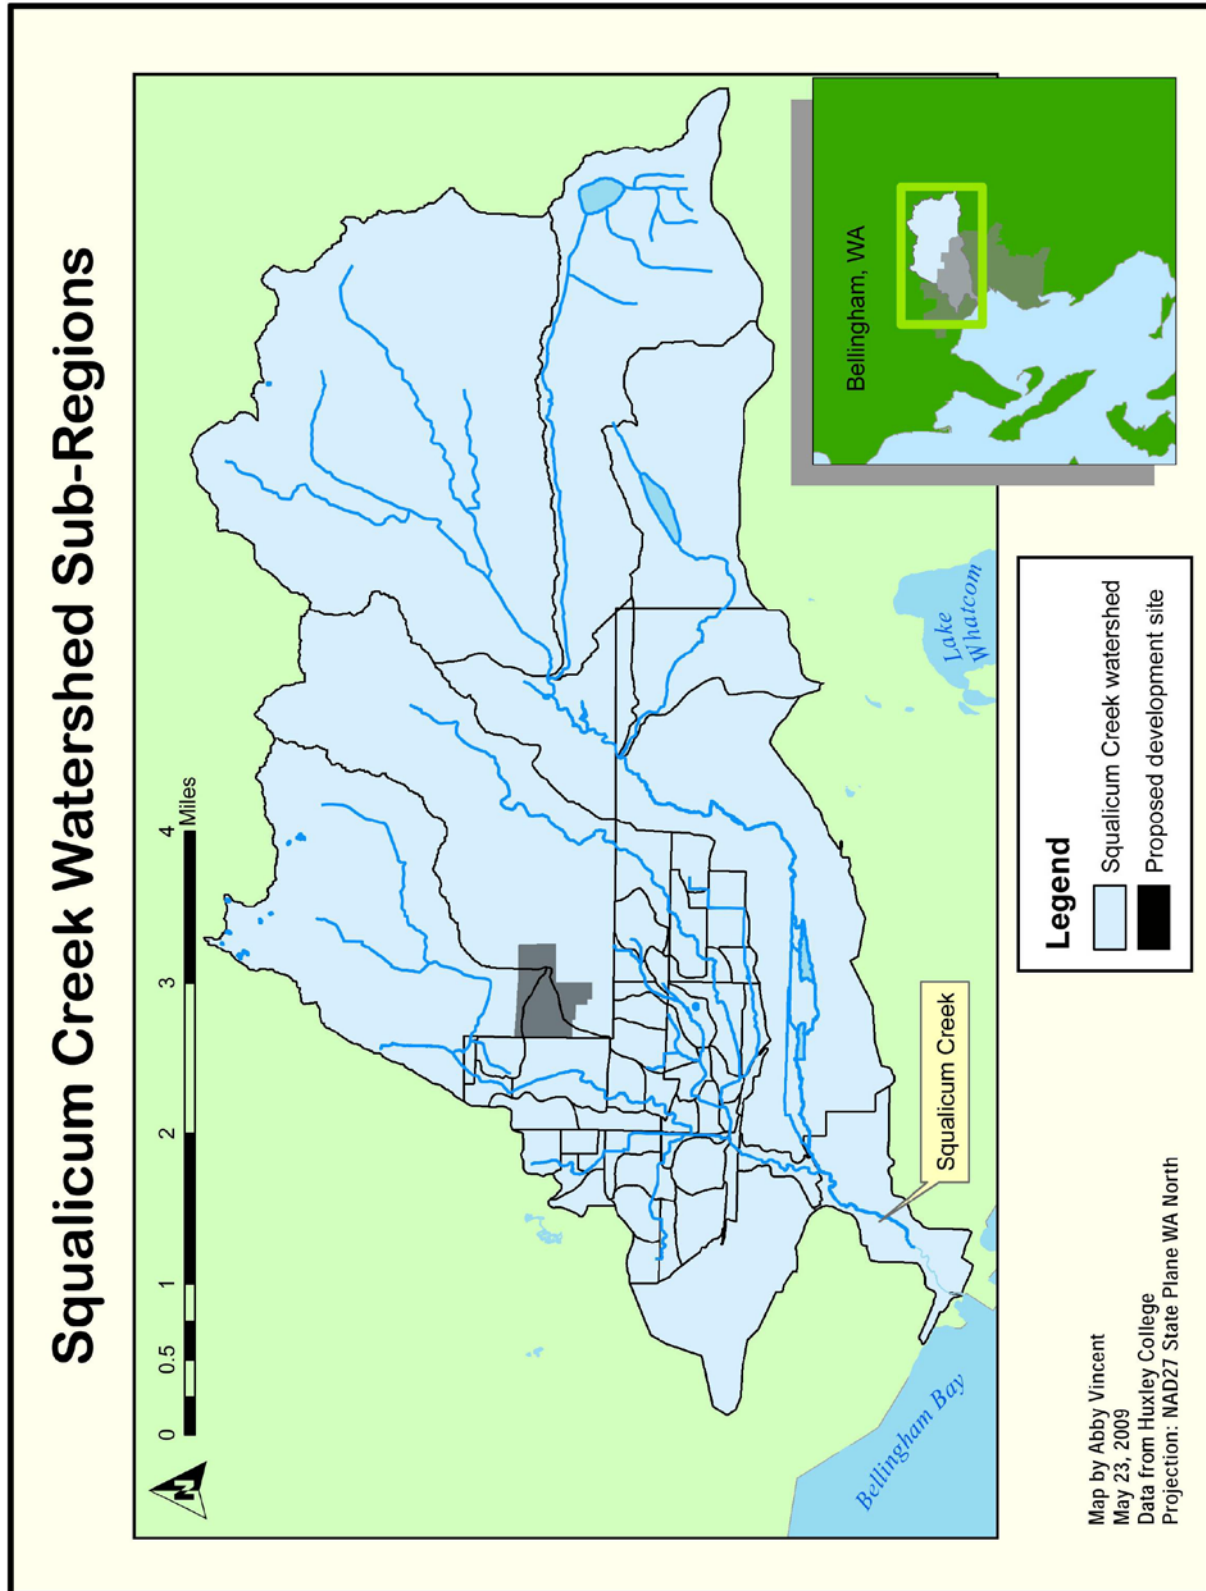 Squalicum Creek Watershed Sub-Regions
N
0 0.5 1 2 3 4
Miles
Lake
Whatcom
Bellingham, WA
Squalicum Creek
Bellingham Bay
Legend
Squalicum Creek watershed
Proposed development site
Map by Abby Vincent
May 23, 2009
Data from Huxley College
Projection: NAD27 State Plane WA North